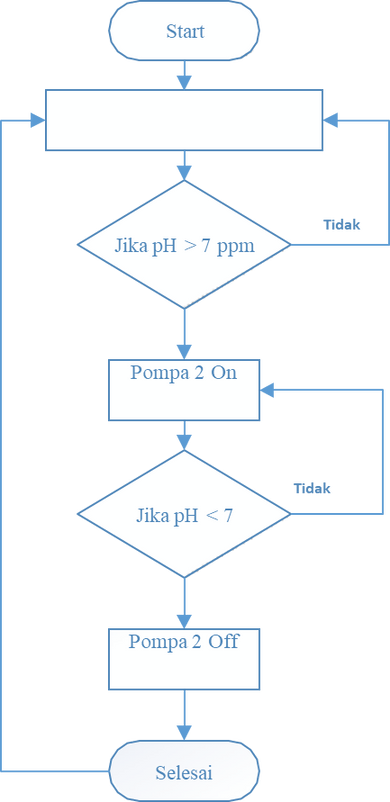 Start
Jika pH > 7 ppm
Tidak
Pompa 2 On
Tidak
Jika pH < 7
Pompa 2 Off
Selesai